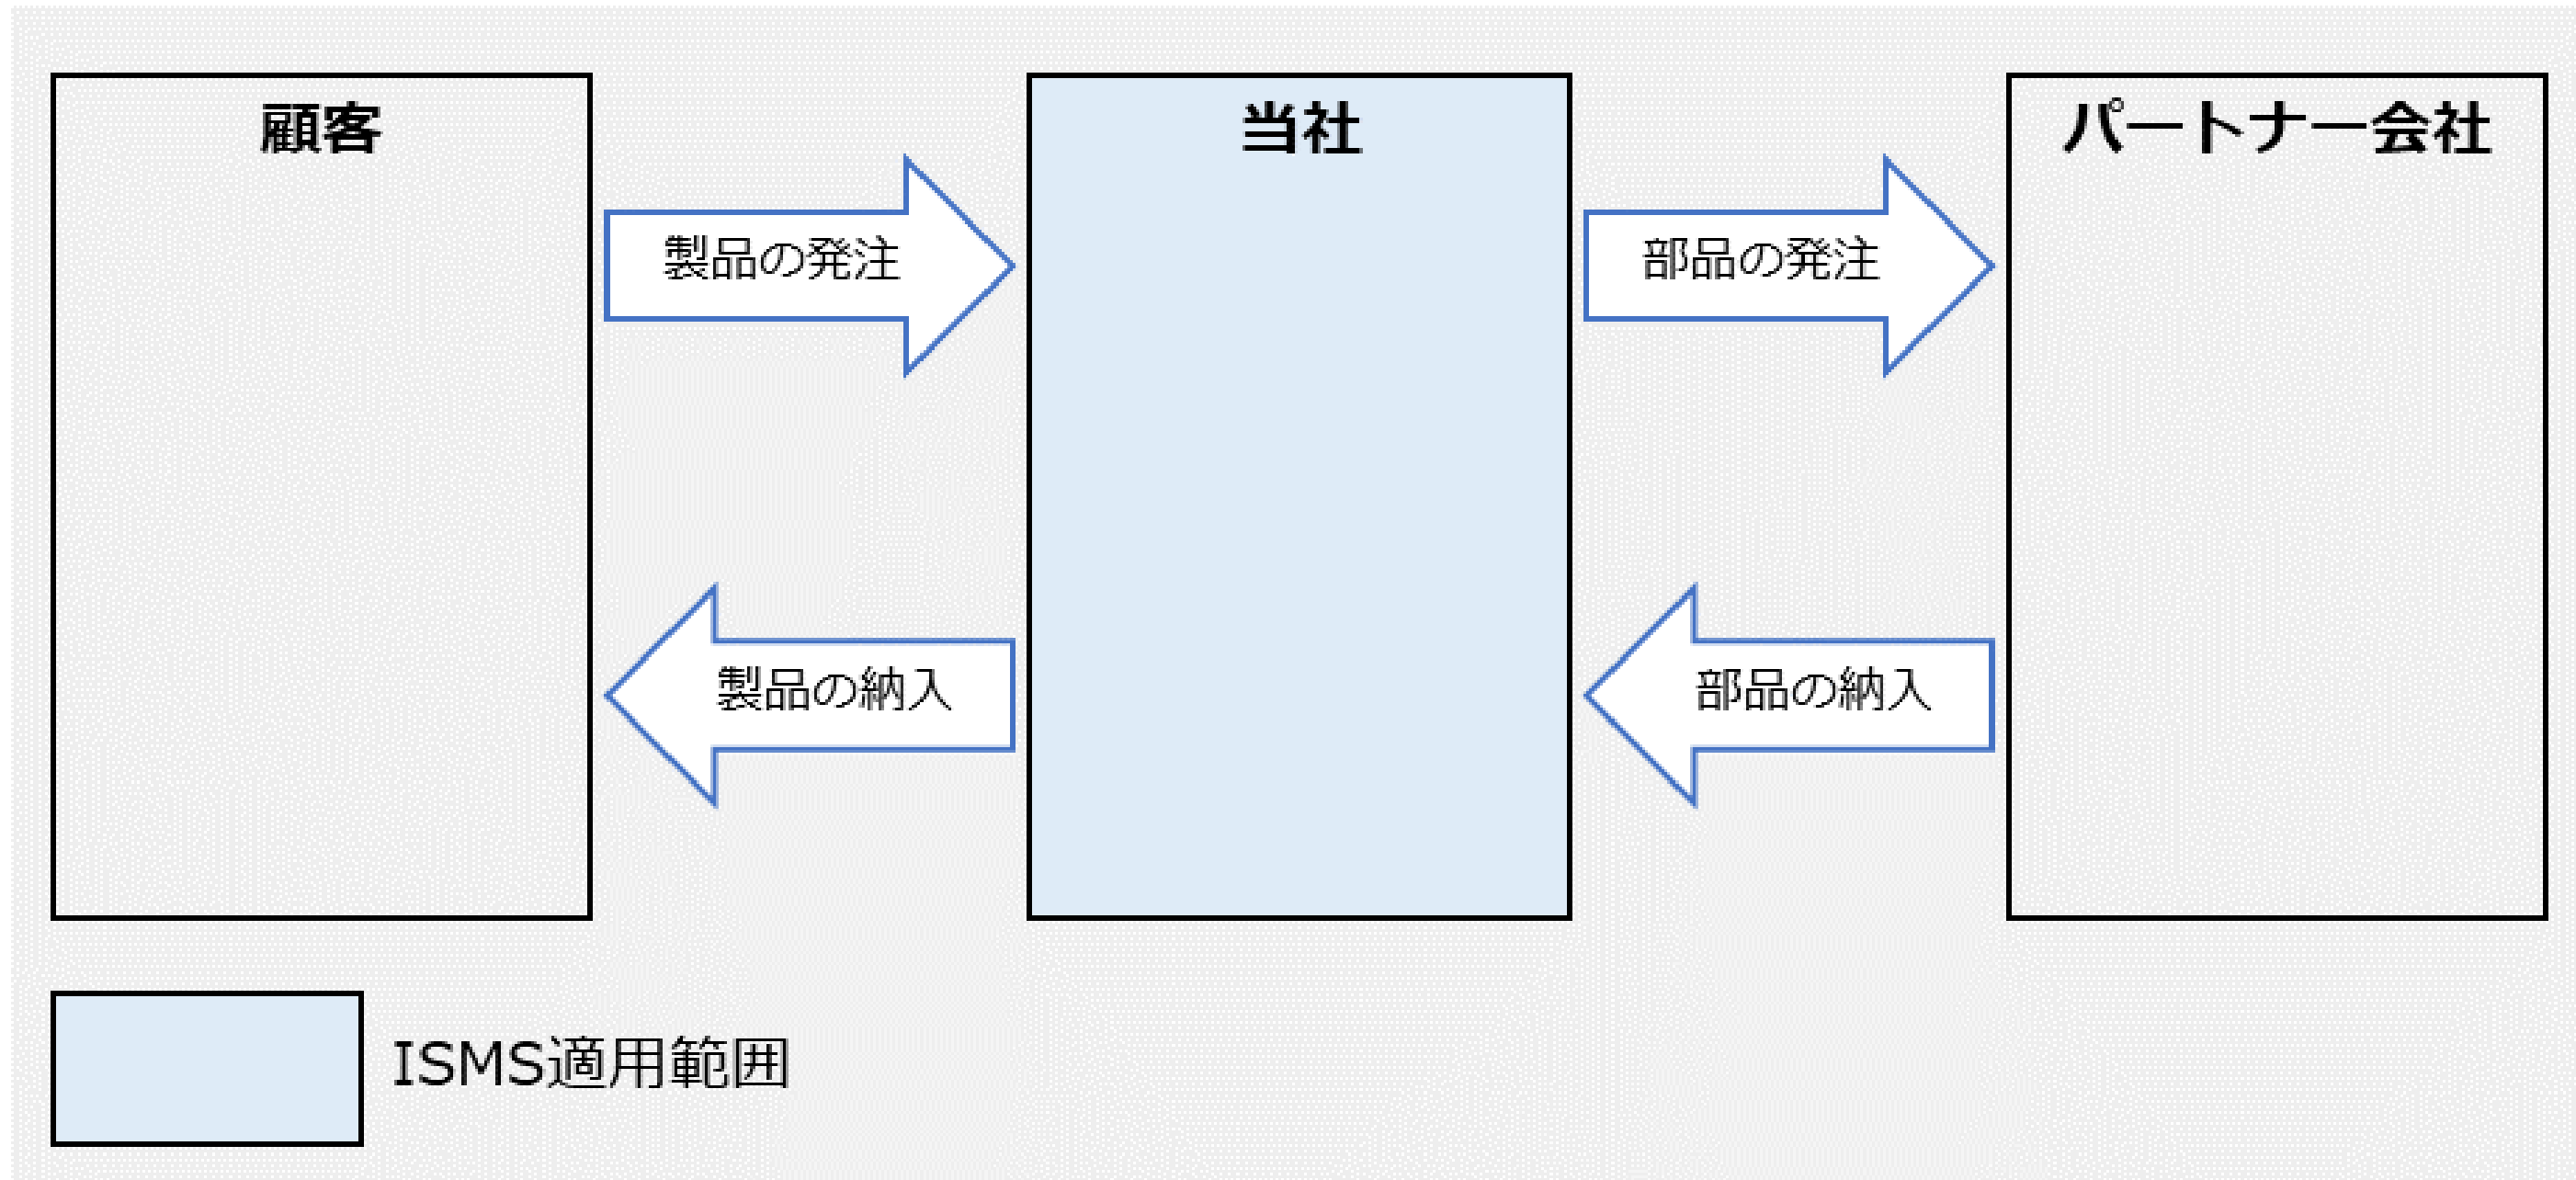 顧客
当社
パートナー会社
製品の発注
部品の発注
製品の納入
部品の納入
ISMS適用範囲